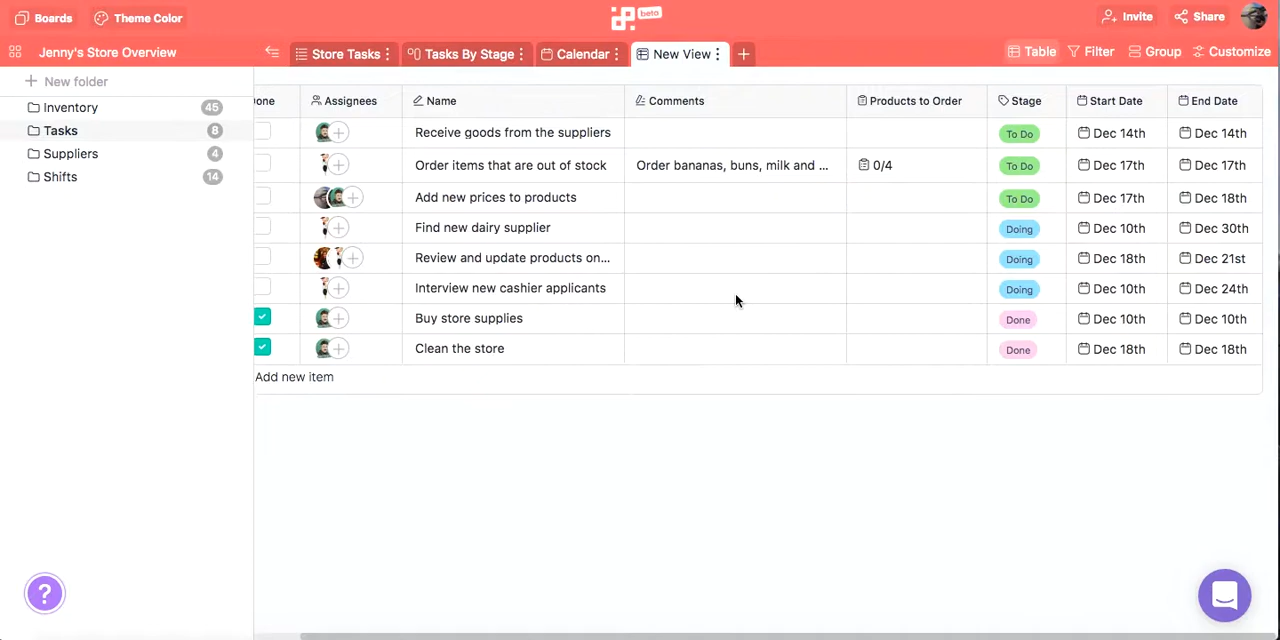 Boards
Theme Color
beta
Invite
Share
Jenny's Store Overview
Store Tasks
Tasks By Stage
Calendar
New View
Table
Filter
Group
Customize
New folder
Inventory 45
Tasks 8
Suppliers 4
Shifts 14
one Assignees Name Comments Products to Order Stage Start Date End Date
Receive goods from the suppliers To Do Dec 14th Dec 14th
Order items that are out of stock Order bananas, buns, milk and ... 0/4 To Do Dec 17th Dec 17th
Add new prices to products To Do Dec 17th Dec 18th
Find new dairy supplier Doing Dec 10th Dec 30th
Review and update products on... Doing Dec 18th Dec 21st
Interview new cashier applicants Doing Dec 10th Dec 24th
Buy store supplies Done Dec 10th Dec 10th
Clean the store Done Dec 18th Dec 18th
Add new item
?